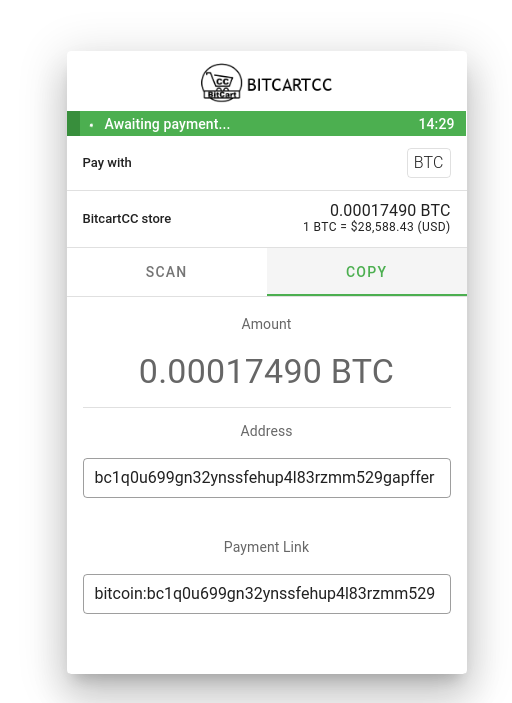 CC
BitCart
BITCARTCC
Awaiting payment... 14:29
Pay with BTC
BitcartCC store 0.00017490 BTC
1 BTC = $28,588.43 (USD)
SCAN COPY
Amount
0.00017490 BTC
Address
bc1q0u699gn32ynssfehup4l83rzmm529gapffer
Payment Link
bitcoin:bc1q0u699gn32ynssfehup4l83rzmm529